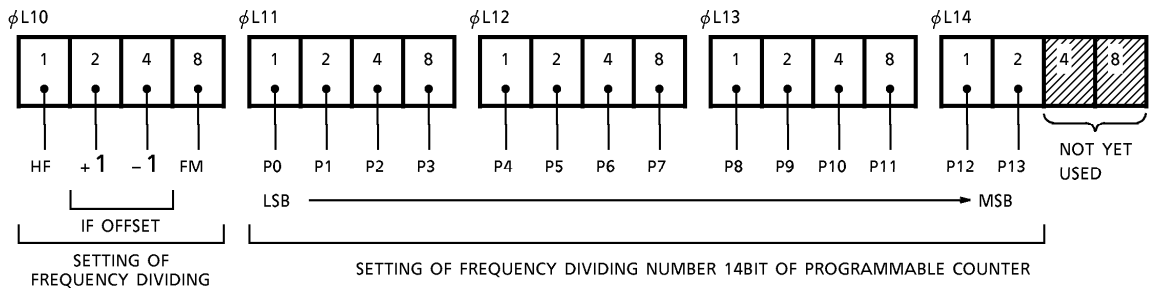 ϕL10 ϕL11 ϕL12 ϕL13 ϕL14
1 2 4 8 1 2 4 8 1 2 4 8 1 2 4 8 1 2 4 8
HF +1 −1 FM P0 P1 P2 P3 P4 P5 P6 P7 P8 P9 P10 P11 P12 P13
NOT YET
USED
LSB MSB
IF OFFSET
SETTING OF
FREQUENCY DIVIDING
SETTING OF FREQUENCY DIVIDING NUMBER 14BIT OF PROGRAMMABLE COUNTER